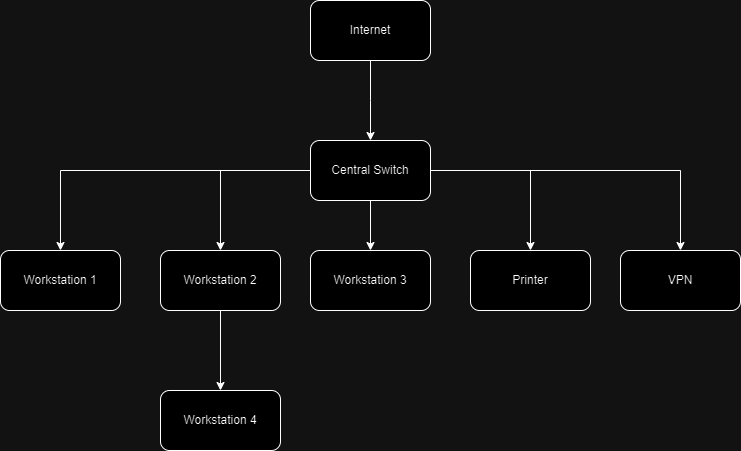 Internet
Central Switch
Workstation 1
Workstation 2
Workstation 3
Printer
VPN
Workstation 4